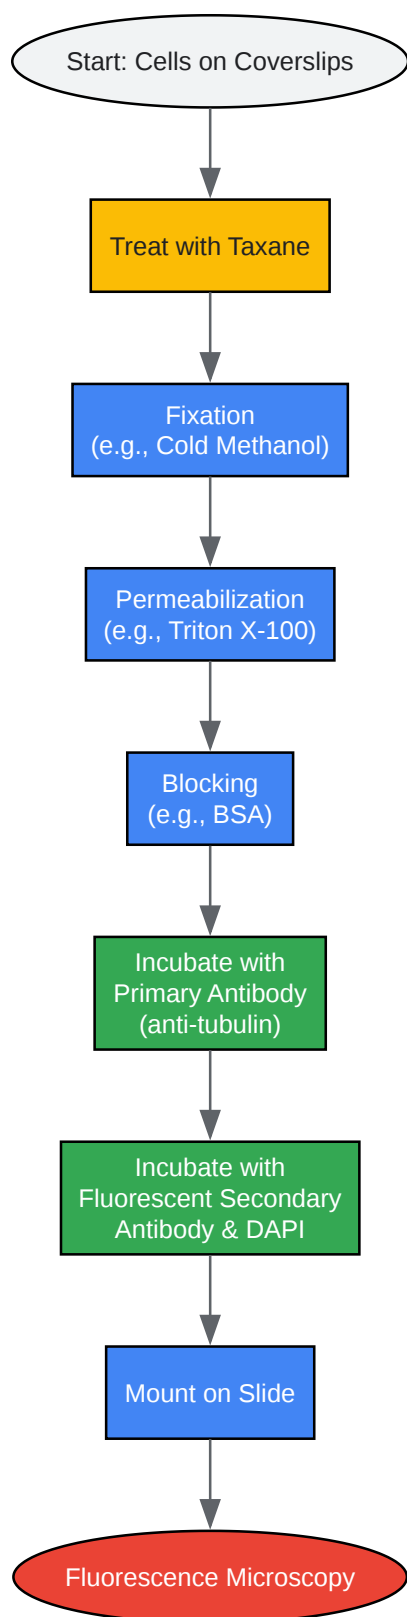 Start: Cells on Coverslips
Treat with Taxane
Fixation
(e.g., Cold Methanol)
Permeabilization
(e.g., Triton X-100)
Blocking
(e.g., BSA)
Incubate with
Primary Antibody
(anti-tubulin)
Incubate with
Fluorescent Secondary
Antibody & DAPI
Mount on Slide
Fluorescence Microscopy